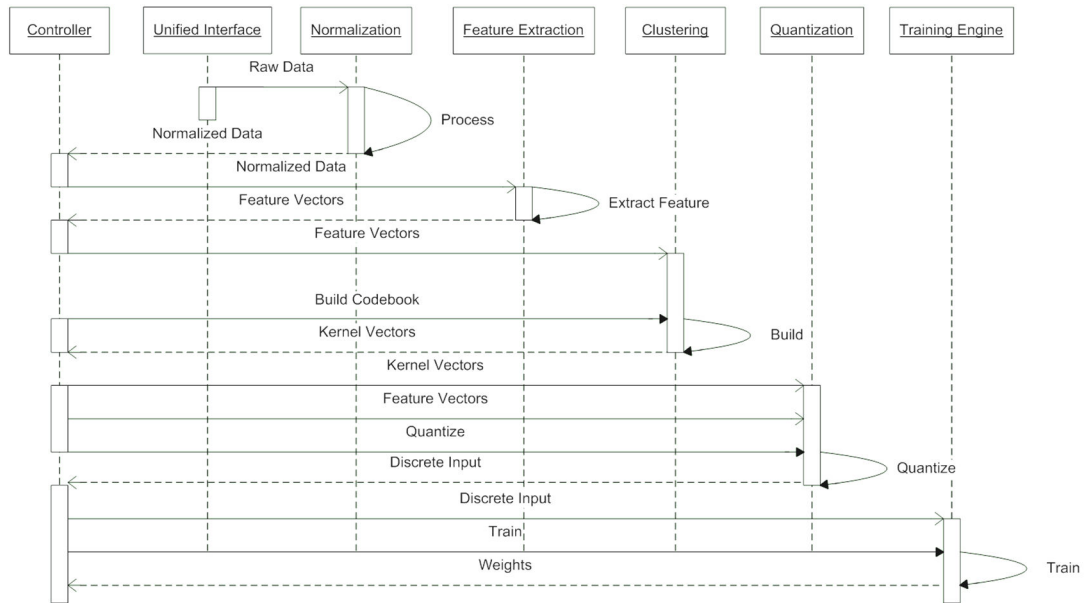 Controller
Unified Interface
Normalization
Feature Extraction
Clustering
Quantization
Training Engine
Raw Data
Process
Normalized Data
Normalized Data
Feature Vectors
Extract Feature
Feature Vectors
Build Codebook
Kernel Vectors
Build
Kernel Vectors
Feature Vectors
Quantize
Discrete Input
Quantize
Discrete Input
Train
Weights
Train